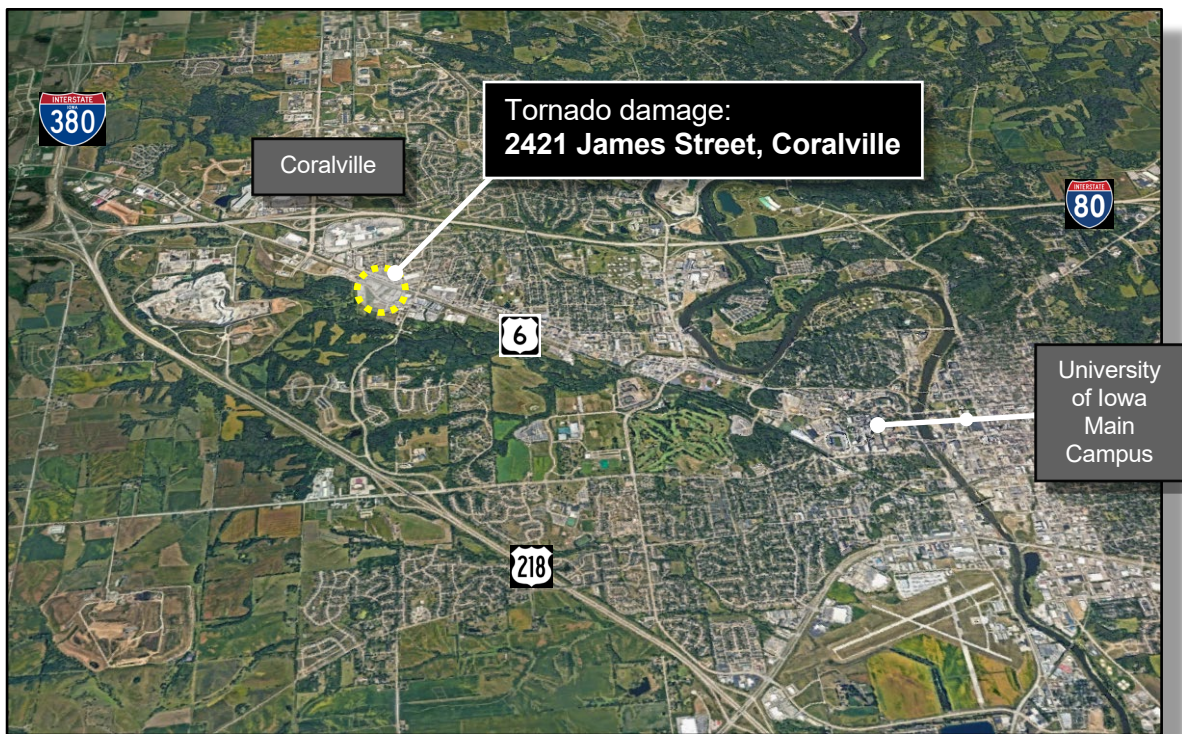 INTERSTATE
IOWA
380
Coralville
Tornado damage:
2421 James Street, Coralville
INTERSTATE
80
6
University
of Iowa
Main
Campus
218